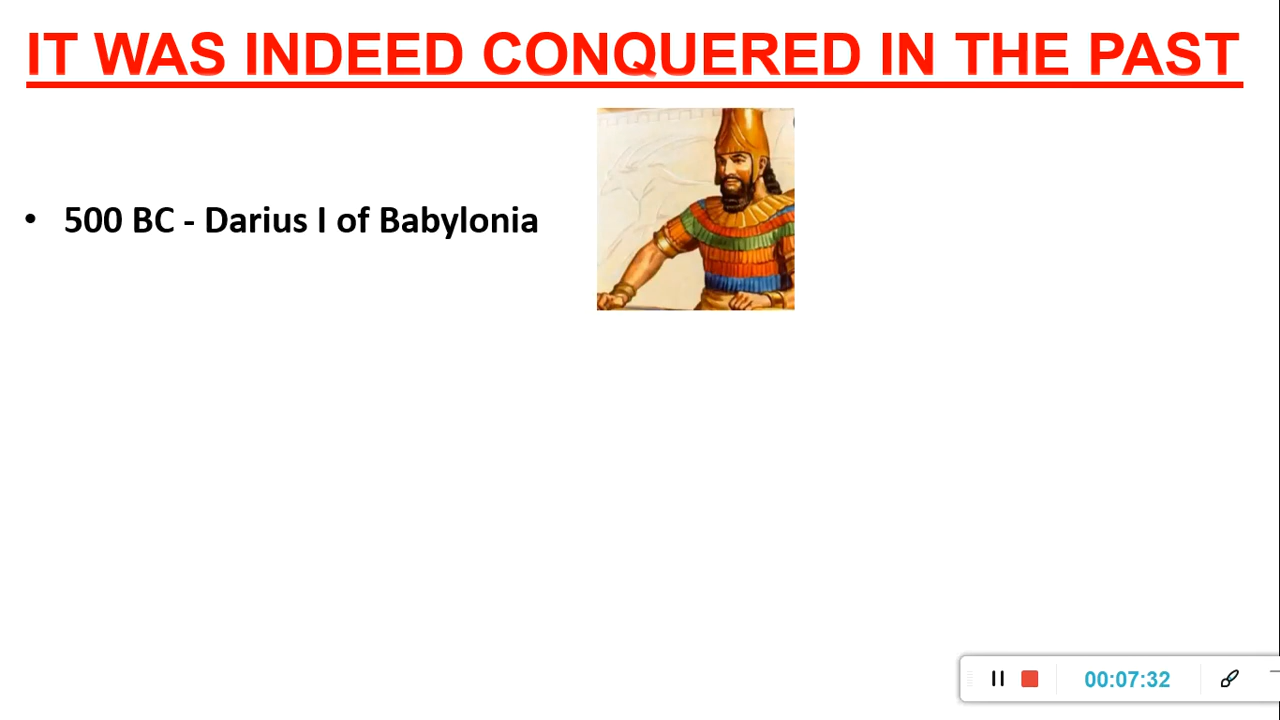 IT WAS INDEED CONQUERED IN THE PAST
• 500 BC - Darius I of Babylonia
00:07:32